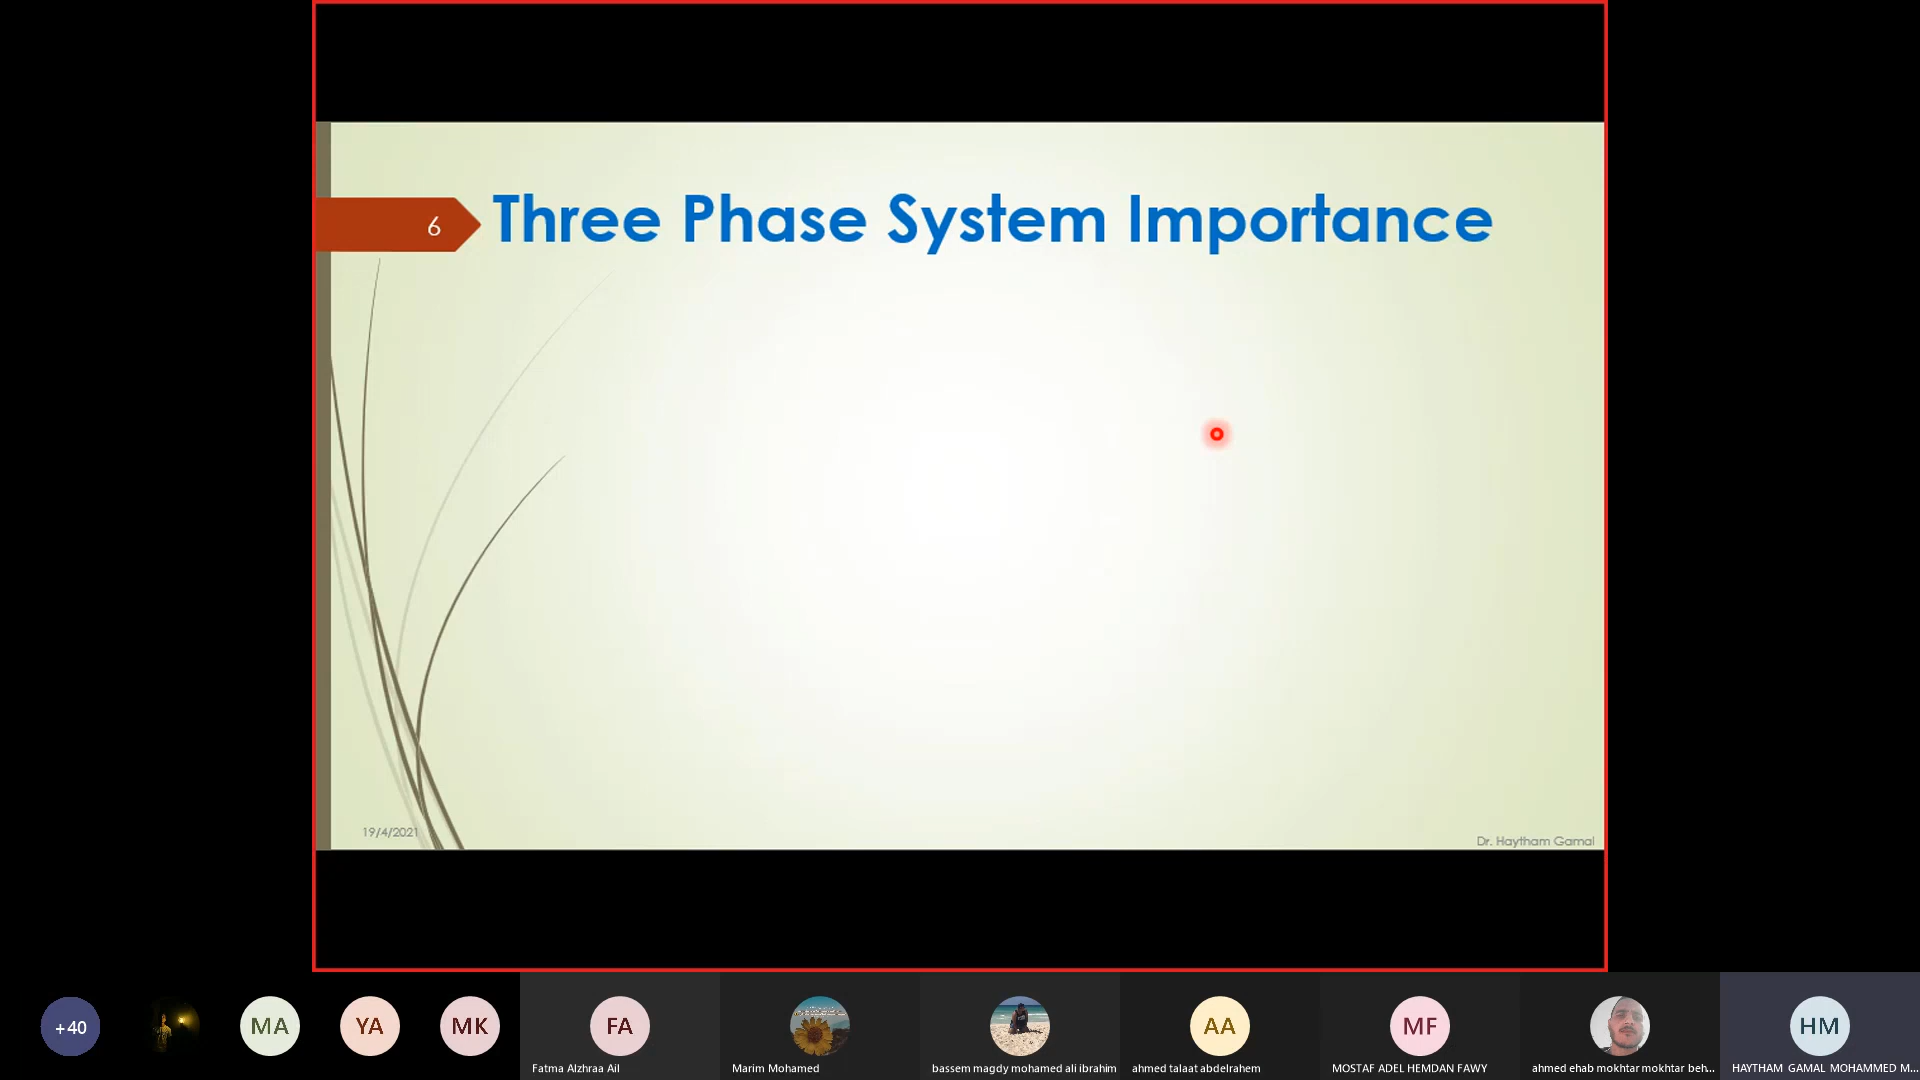 6
Three Phase System Importance
19/4/2021
Dr. Haytham Gamal
+40
MA
YA
MK
FA
AA
MF
HM
Fatma Alzhraa Ail
Marim Mohamed
bassem magdy mohamed ali ibrahim
ahmed talaat abdelrahem
MOSTAF ADEL HEMDAN FAWY
ahmed ehab mokhtar mokhtar beh...
HAYTHAM GAMAL MOHAMMED M...